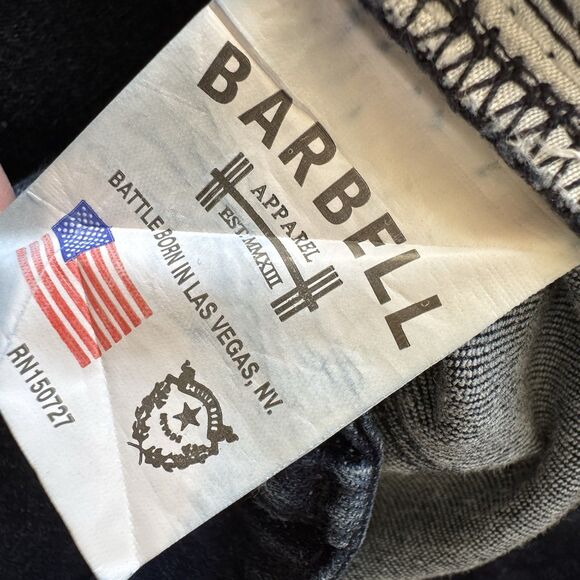 BARBELL
APPAREL
EST. MMXIII
BATTLE BORN IN LAS VEGAS, NV.
RN150727